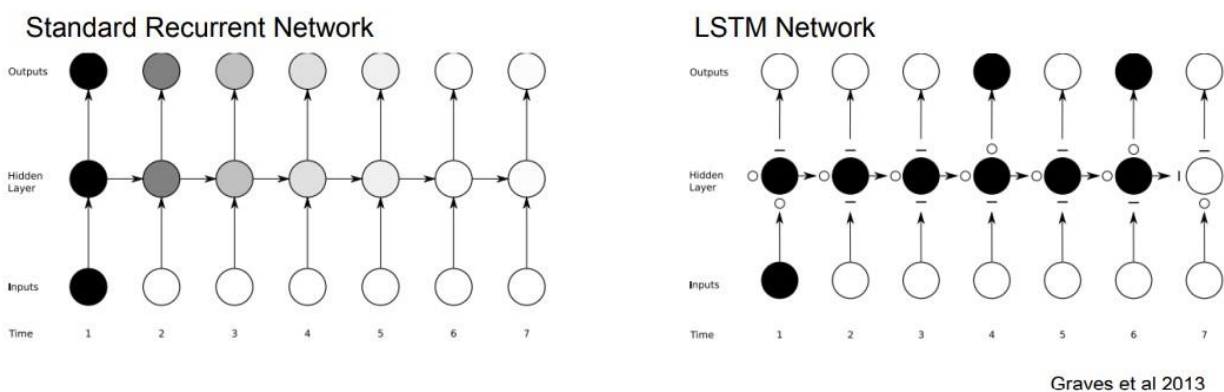 Standard Recurrent Network
Outputs
Hidden
Layer
Inputs
Time 1 2 3 4 5 6 7
LSTM Network
Outputs
Hidden
Layer
Inputs
Time 1 2 3 4 5 6 7
Graves et al 2013